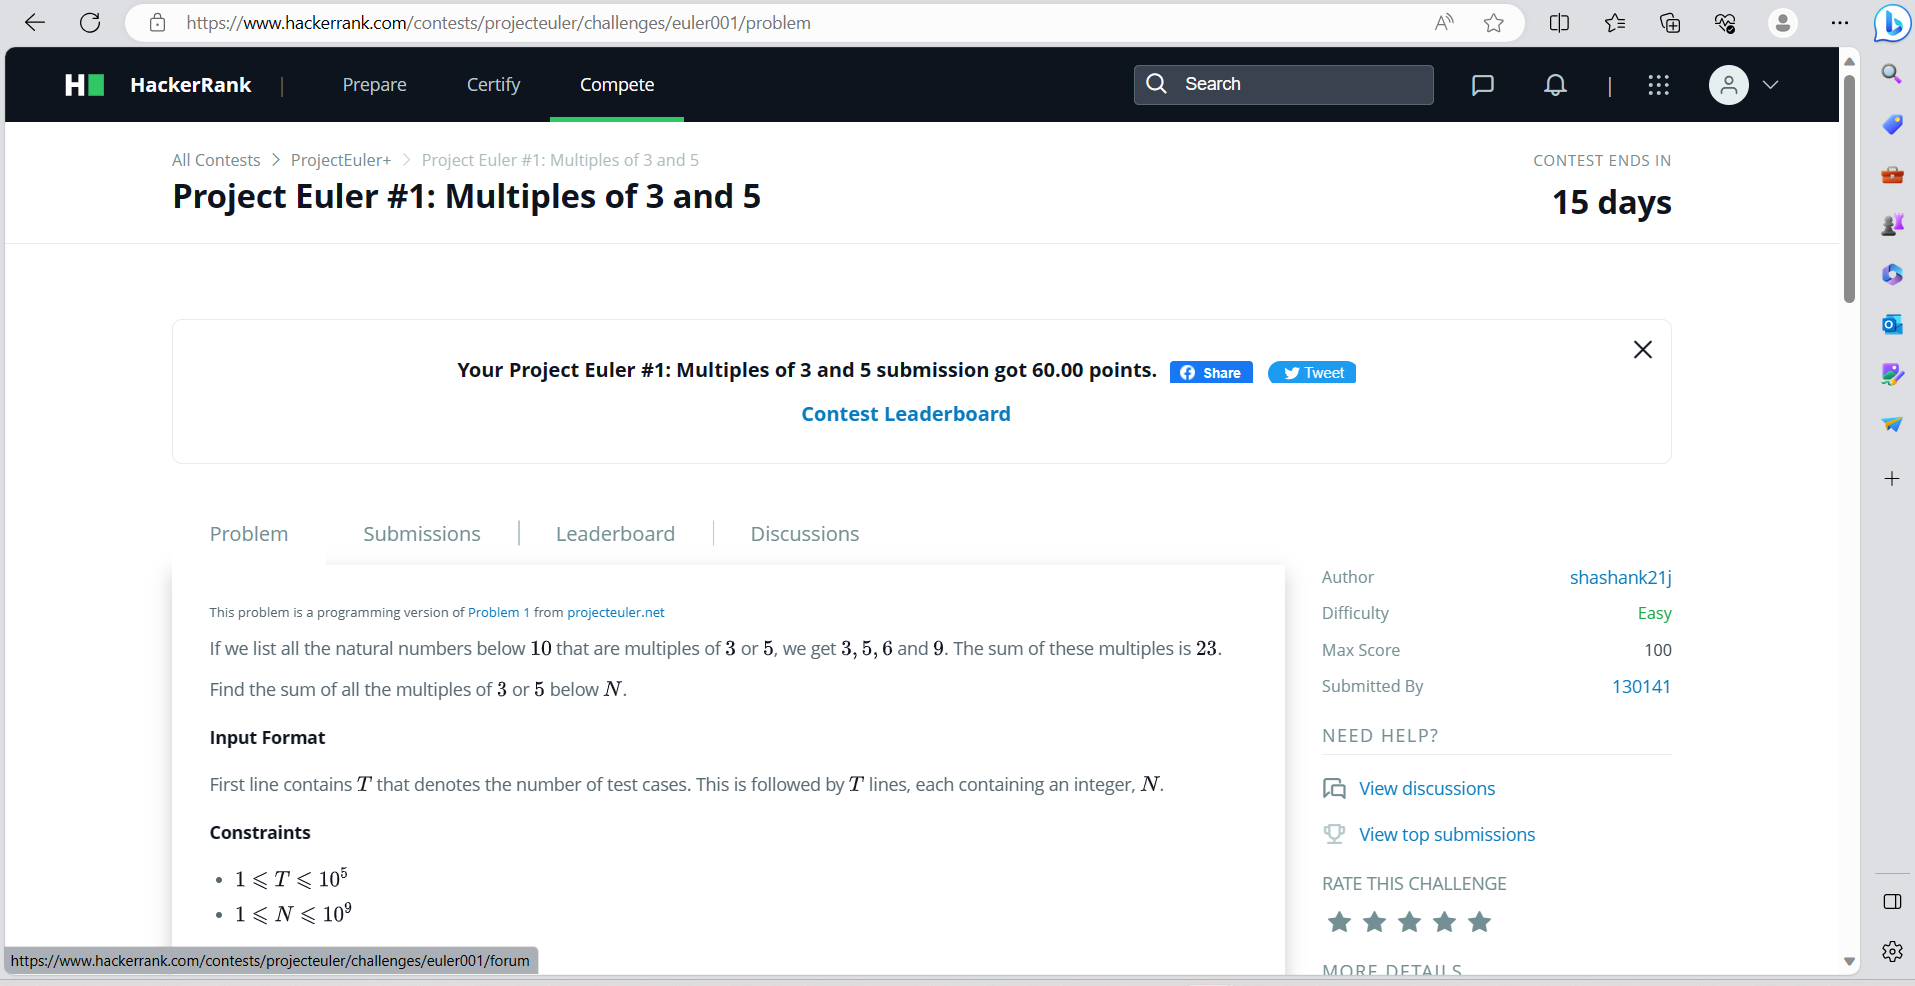 https://www.hackerrank.com/contests/projecteuler/challenges/euler001/problem
HackerRank | Prepare Certify Compete Search |
All Contests > ProjectEuler+ > Project Euler #1: Multiples of 3 and 5
CONTEST ENDS IN
Project Euler #1: Multiples of 3 and 5
15 days
Your Project Euler #1: Multiples of 3 and 5 submission got 60.00 points. Share Tweet
Contest Leaderboard
Problem Submissions | Leaderboard | Discussions
This problem is a programming version of Problem 1 from projecteuler.net
If we list all the natural numbers below 10 that are multiples of 3 or 5, we get 3, 5, 6 and 9. The sum of these multiples is 23.
Find the sum of all the multiples of 3 or 5 below N.
Input Format
First line contains T that denotes the number of test cases. This is followed by T lines, each containing an integer, N.
Constraints
• 1 ⩽ T ⩽ 10⁵
• 1 ⩽ N ⩽ 10⁹
Author shashank21j
Difficulty Easy
Max Score 100
Submitted By 130141
NEED HELP?
View discussions
View top submissions
RATE THIS CHALLENGE
MORE DETAILS
https://www.hackerrank.com/contests/projecteuler/challenges/euler001/forum